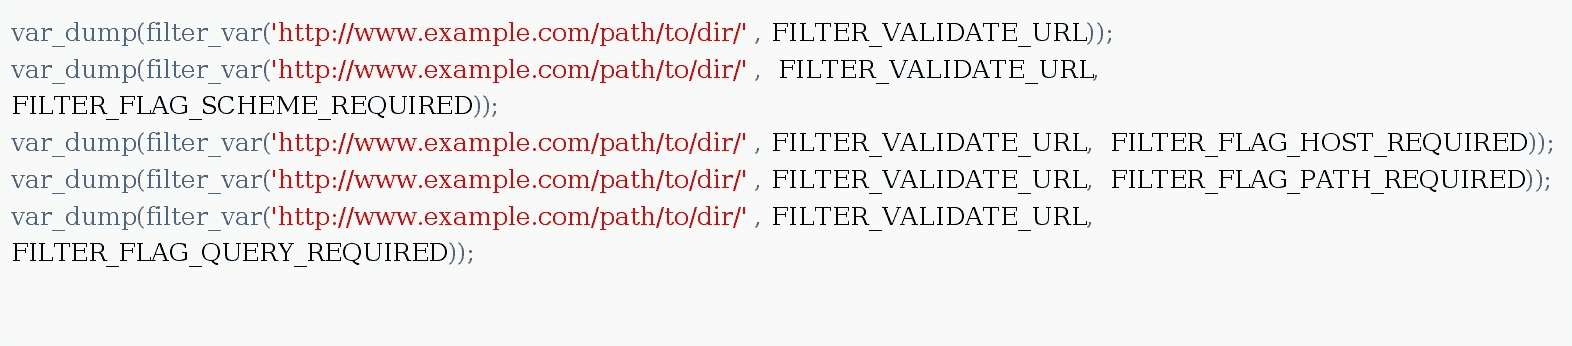 var_dump(filter_var('http://www.example.com/path/to/dir/' , FILTER_VALIDATE_URL));
var_dump(filter_var('http://www.example.com/path/to/dir/' , FILTER_VALIDATE_URL,
FILTER_FLAG_SCHEME_REQUIRED));
var_dump(filter_var('http://www.example.com/path/to/dir/' , FILTER_VALIDATE_URL, FILTER_FLAG_HOST_REQUIRED));
var_dump(filter_var('http://www.example.com/path/to/dir/' , FILTER_VALIDATE_URL, FILTER_FLAG_PATH_REQUIRED));
var_dump(filter_var('http://www.example.com/path/to/dir/' , FILTER_VALIDATE_URL,
FILTER_FLAG_QUERY_REQUIRED));